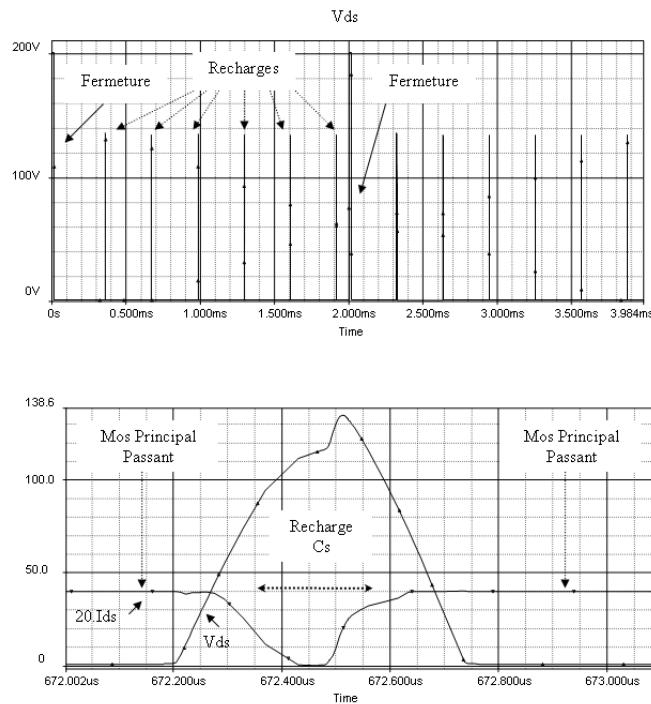 Vds
200V
Fermeture
Recharges
Fermeture
100V
0V
0s
0.500ms
1.000ms
1.500ms
2.000ms
2.500ms
3.000ms
3.500ms
3.984ms
Time
138.6
Mos Principal
Passant
Mos Principal
Passant
100.0
Recharge
Cs
50.0
20.Ids
Vds
0
672.002us
672.200us
672.400us
672.600us
672.800us
673.000us
Time